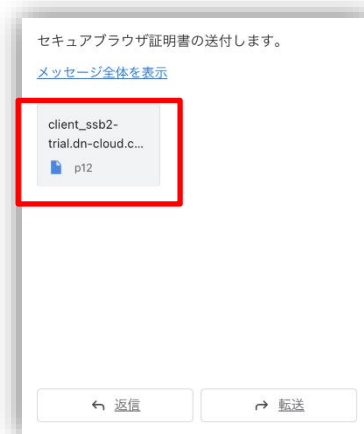 セキュアブラウザ証明書の送付します。
メッセージ全体を表示
client_ssb2-
trial.dn-cloud.c...
p12
返信
転送